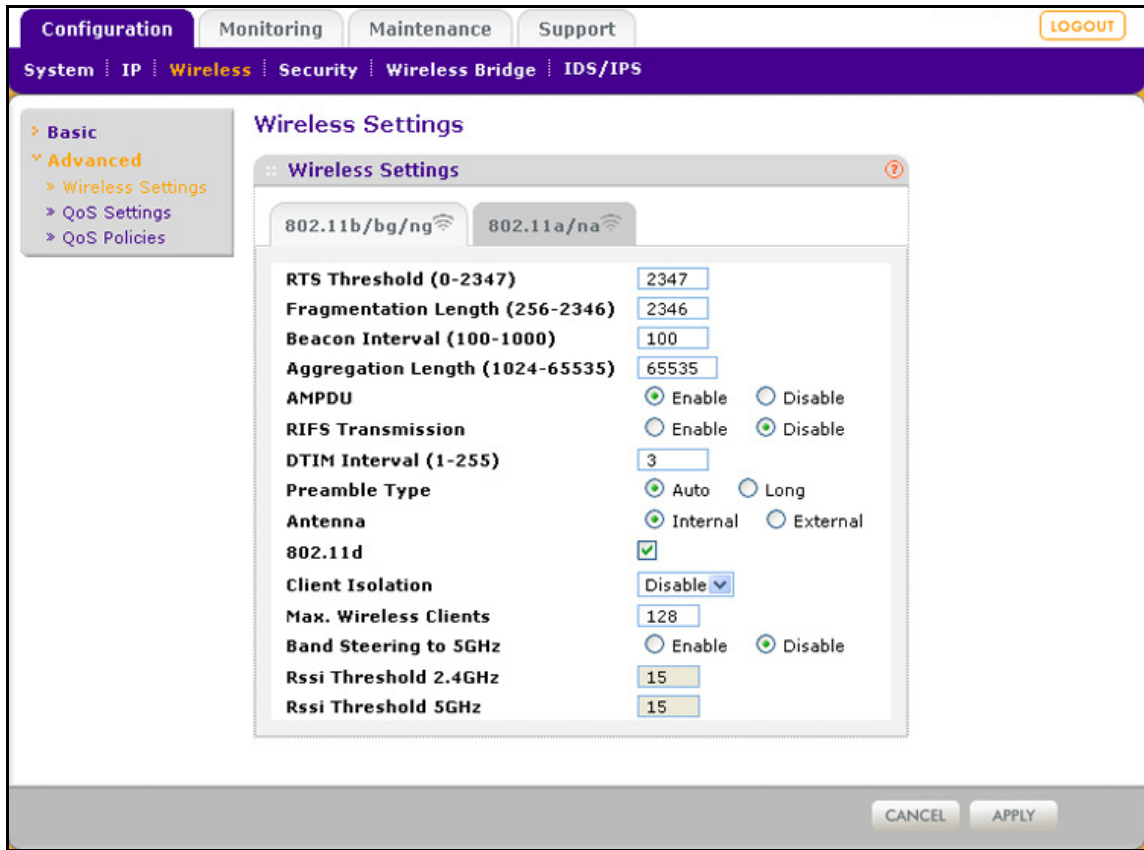 Configuration Monitoring Maintenance Support LOGOUT
System IP Wireless Security Wireless Bridge IDS/IPS
Basic
Advanced
» Wireless Settings
» QoS Settings
» QoS Policies
Wireless Settings
Wireless Settings ?
802.11b/bg/ng 802.11a/na
RTS Threshold (0-2347) 2347
Fragmentation Length (256-2346) 2346
Beacon Interval (100-1000) 100
Aggregation Length (1024-65535) 65535
AMPDU Enable Disable
RIFS Transmission Enable Disable
DTIM Interval (1-255) 3
Preamble Type Auto Long
Antenna Internal External
802.11d
Client Isolation Disable
Max. Wireless Clients 128
Band Steering to 5GHz Enable Disable
Rssi Threshold 2.4GHz 15
Rssi Threshold 5GHz 15
CANCEL APPLY